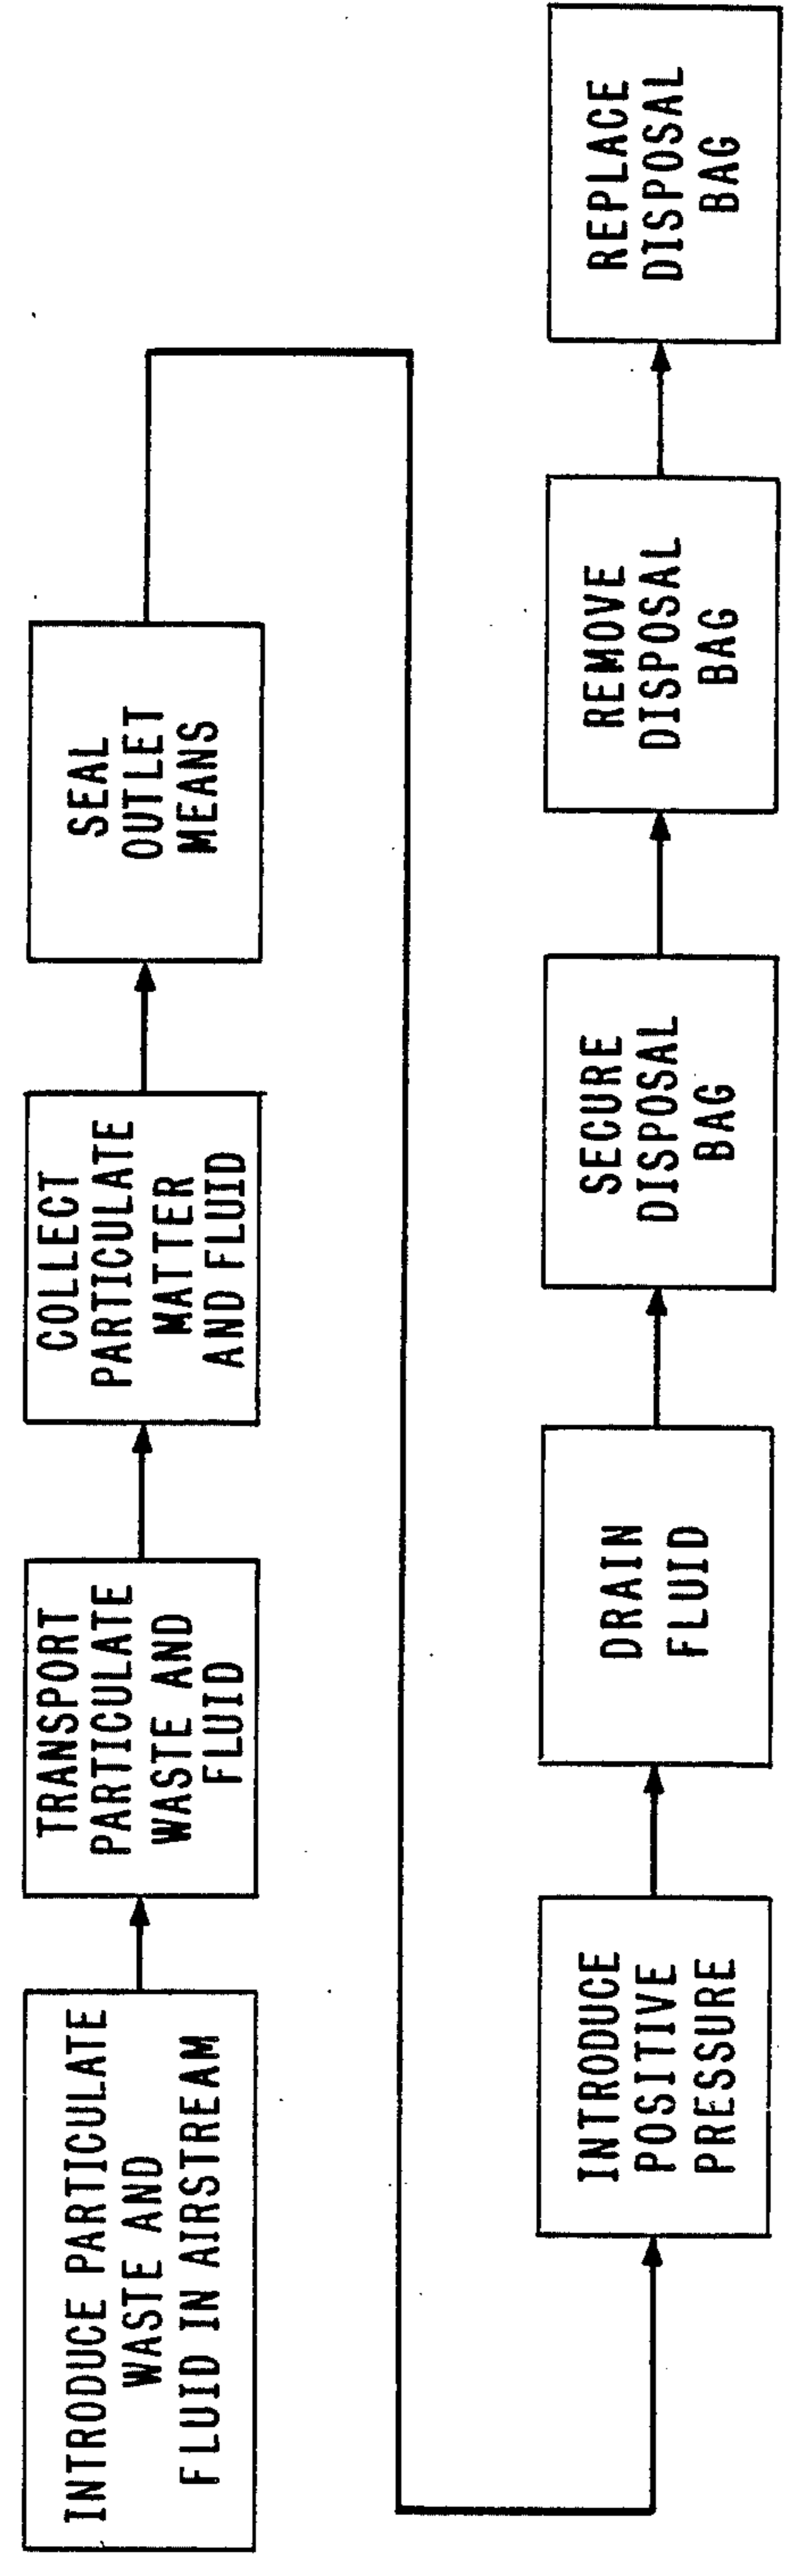 INTRODUCE PARTICULATE
WASTE AND
FLUID IN AIRSTREAM
TRANSPORT
PARTICULATE
WASTE AND
FLUID
COLLECT
PARTICULATE
MATTER
AND FLUID
SEAL
OUTLET
MEANS
INTRODUCE
POSITIVE
PRESSURE
DRAIN
FLUID
SECURE
DISPOSAL
BAG
REMOVE
DISPOSAL
BAG
REPLACE
DISPOSAL
BAG